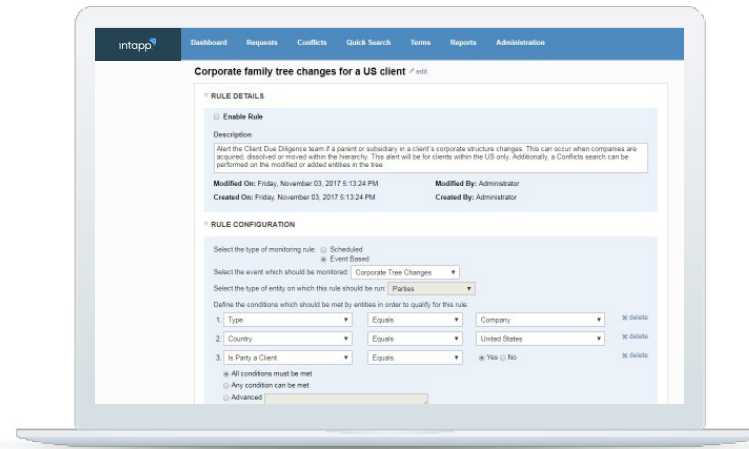 ıntapp
Dashboard Requests Conflicts Quick Search Terms Reports Administration
Corporate family tree changes for a US client edit
RULE DETAILS
Enable Rule
Description
Alert the Client Due Diligence team if a parent or subsidiary in a client's corporate structure changes. This can occur when companies are
acquired, dissolved or moved within the hierarchy. This alert will be for clients within the US only. Additionally, a Conflicts search can be
performed on the modified or added entities in the tree.
Modified On: Friday, November 03, 2017 5:13:24 PM Modified By: Administrator
Created On: Friday, November 03, 2017 5:13:24 PM Created By: Administrator
RULE CONFIGURATION
Select the type of monitoring rule: Scheduled
Event Based
Select the event which should be monitored: Corporate Tree Changes
Select the type of entity on which this rule should be run: Parties
Define the conditions which should be met by entities in order to qualify for this rule:
1. Type Equals Company delete
2. Country Equals United States delete
3. Is Party a Client Equals Yes No delete
All conditions must be met
Any condition can be met
Advanced